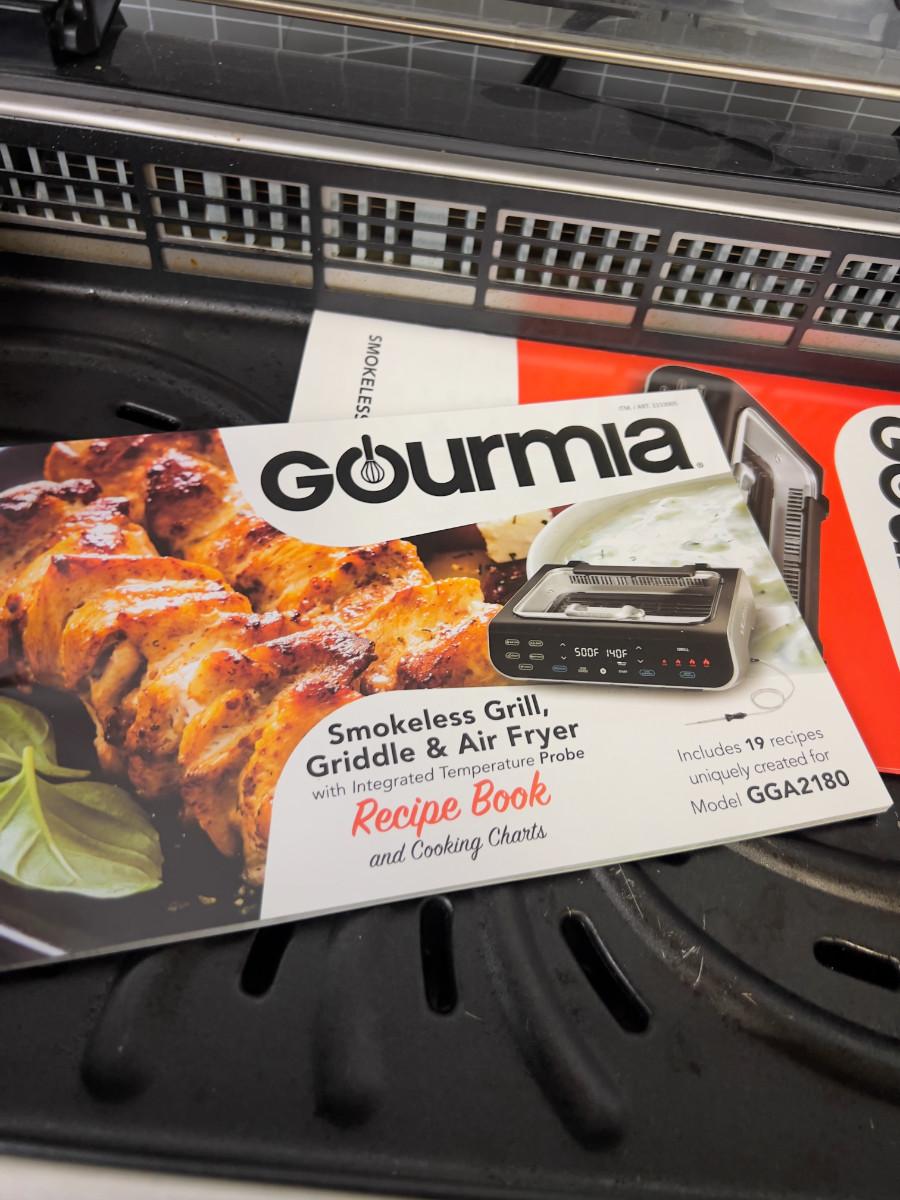 SMOKELESS
ITM. / ART. 3333005
Gourmia®
500F 140F
GRILL
Smokeless Grill,
Griddle & Air Fryer
with Integrated Temperature Probe
Recipe Book
and Cooking Charts
Includes 19 recipes
uniquely created for
Model GGA2180